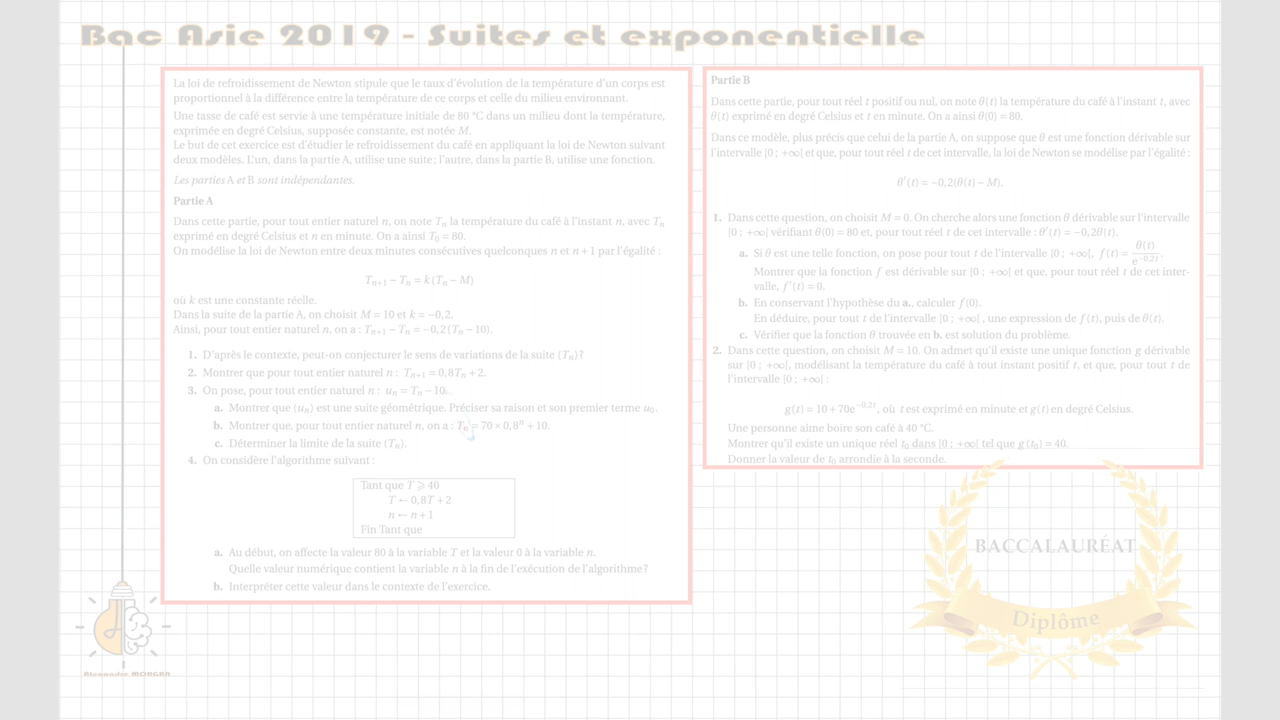 Bac Asie 2019 - Suites et exponentielle
La loi de refroidissement de Newton stipule que le taux d'évolution de la température d'un corps est
proportionnel à la différence entre la température de ce corps et celle du milieu environnant.
Une tasse de café est servie à une température initiale de 80 °C dans un milieu dont la température,
exprimée en degré Celsius, supposée constante, est notée M.
Le but de cet exercice est d'étudier le refroidissement du café en appliquant la loi de Newton suivant
deux modèles. L'un, dans la partie A, utilise une suite ; l'autre, dans la partie B, utilise une fonction.
Les parties A et B sont indépendantes.
Partie A
Dans cette partie, pour tout entier naturel n, on note Tₙ la température du café à l'instant n, avec Tₙ
exprimé en degré Celsius et n en minute. On a ainsi T₀ = 80.
On modélise la loi de Newton entre deux minutes consécutives quelconques n et n + 1 par l'égalité :
Tₙ₊₁ − Tₙ = k (Tₙ − M)
où k est une constante réelle.
Dans la suite de la partie A, on choisit M = 10 et k = −0,2.
Ainsi, pour tout entier naturel n, on a : Tₙ₊₁ − Tₙ = −0,2 (Tₙ − 10).
1. D'après le contexte, peut-on conjecturer le sens de variations de la suite (Tₙ) ?
2. Montrer que pour tout entier naturel n : Tₙ₊₁ = 0,8Tₙ + 2.
3. On pose, pour tout entier naturel n : uₙ = Tₙ − 10.
a. Montrer que (uₙ) est une suite géométrique. Préciser sa raison et son premier terme u₀.
b. Montrer que, pour tout entier naturel n, on a : Tₙ = 70 × 0,8ⁿ + 10.
c. Déterminer la limite de la suite (Tₙ).
4. On considère l'algorithme suivant :
Tant que T ⩾ 40
T ← 0,8T + 2
n ← n + 1
Fin Tant que
a. Au début, on affecte la valeur 80 à la variable T et la valeur 0 à la variable n.
Quelle valeur numérique contient la variable n à la fin de l'exécution de l'algorithme ?
b. Interpréter cette valeur dans le contexte de l'exercice.
Partie B
Dans cette partie, pour tout réel t positif ou nul, on note θ(t) la température du café à l'instant t, avec
θ(t) exprimé en degré Celsius et t en minute. On a ainsi θ(0) = 80.
Dans ce modèle, plus précis que celui de la partie A, on suppose que θ est une fonction dérivable sur
l'intervalle [0 ; +∞[ et que, pour tout réel t de cet intervalle, la loi de Newton se modélise par l'égalité :
θ′(t) = −0,2(θ(t) − M).
1. Dans cette question, on choisit M = 0. On cherche alors une fonction θ dérivable sur l'intervalle
[0 ; +∞[ vérifiant θ(0) = 80 et, pour tout réel t de cet intervalle : θ′(t) = −0,2θ(t).
a. Si θ est une telle fonction, on pose pour tout t de l'intervalle [0 ; +∞[, f(t) = θ(t)/e^(−0,2t).
Montrer que la fonction f est dérivable sur [0 ; +∞[ et que, pour tout réel t de cet inter-
valle, f′(t) = 0.
b. En conservant l'hypothèse du a., calculer f(0).
En déduire, pour tout t de l'intervalle [0 ; +∞[ , une expression de f(t), puis de θ(t).
c. Vérifier que la fonction θ trouvée en b. est solution du problème.
2. Dans cette question, on choisit M = 10. On admet qu'il existe une unique fonction g dérivable
sur [0 ; +∞[, modélisant la température du café à tout instant positif t, et que, pour tout t de
l'intervalle [0 ; +∞[ :
g(t) = 10 + 70e^(−0,2t), où t est exprimé en minute et g(t) en degré Celsius.
Une personne aime boire son café à 40 °C.
Montrer qu'il existe un unique réel t₀ dans [0 ; +∞[ tel que g (t₀) = 40.
Donner la valeur de t₀ arrondie à la seconde.
BACCALAURÉAT
Diplôme
Alexandre MORGAN